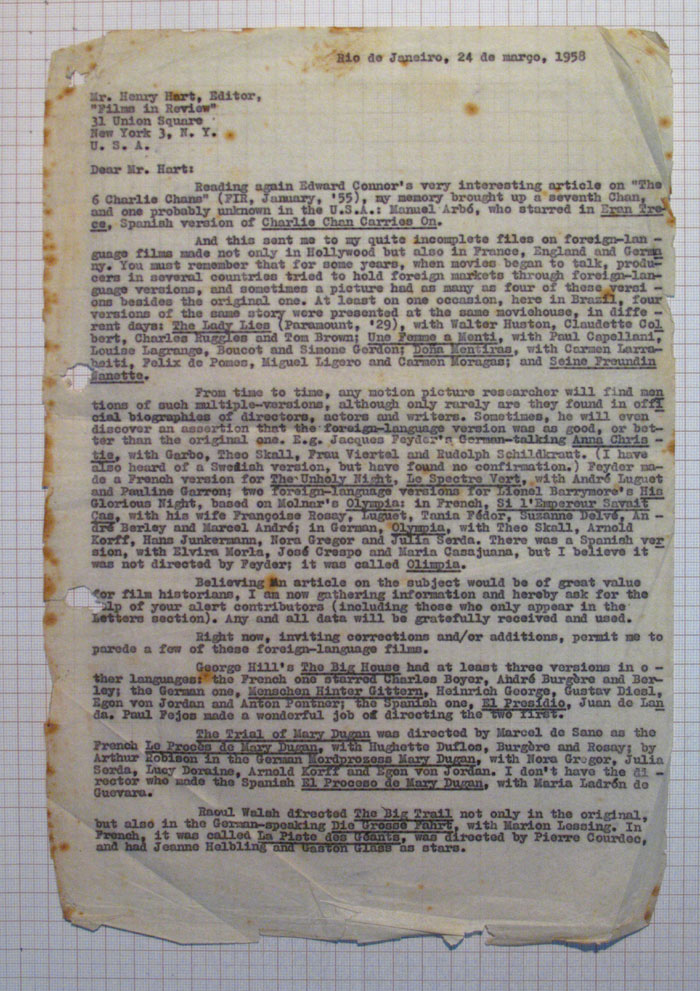 Rio de Janeiro, 24 de março, 1958
Mr. Henry Hart, Editor,
"Films in Review"
31 Union Square
New York 3, N. Y.
U. S. A.
Dear Mr. Hart:
Reading again Edward Connor's very interesting article on "The
6 Charlie Chans" (FIR, January, '55), my memory brought up a seventh Chan,
and one probably unknown in the U.S.A.: Manuel Arbó, who starred in Eran Tre-
ce, Spanish version of Charlie Chan Carries On.
And this sent me to my quite incomplete files on foreign-lan -
guage films made not only in Hollywood but also in France, England and Germa
ny. You must remember that for some years, when movies began to talk, produ-
cers in several countries tried to hold foreign markets through foreign-lan-
guage versions, and sometimes a picture had as many as four of these versi -
ons besides the original one. At least on one occasion, here in Brazil, four
versions of the same story were presented at the same moviehouse, in diffe -
rent days: The Lady Lies (Paramount, '29), with Walter Huston, Claudette Col
bert, Charles Ruggles and Tom Brown; Une Femme a Menti, with Paul Capellani,
Louise Lagrange, Boucot and Simone Gerdon; Doña Mentiras, with Carmen Larra-
beiti, Felix de Pomes, Miguel Ligero and Carmen Moragas; and Seine Freundin
Nanette.
From time to time, any motion picture researcher will find men
tions of such multiple-versions, although only rarely are they found in offi
cial biographies of directors, actors and writers. Sometimes, he will even
discover an assertion that the foreign-language version was as good, or bet-
ter than the original one. E.g. Jacques Feyder's German-talking Anna Chris -
tie, with Garbo, Theo Skall, Frau Viertel and Rudolph Schildkraut. (I have
also heard of a Swedish version, but have found no confirmation.) Feyder ma-
de a French version for The Unholy Night, Le Spectre Vert, with André Luguet
and Pauline Garron; two foreign-language versions for Lionel Barrymore's His
Glorious Night, based on Molnar's Olympia: in French, Si l'Empereur Savait
Ças, with his wife Françoise Rosay, Luguet, Tania Fédor, Suzanne Delvé, An -
dré Berley and Marcel André; in German, Olympia, with Theo Skall, Arnold
Korff, Hans Junkermann, Nora Gregor and Julia Serda. There was a Spanish ver
sion, with Elvira Morla, José Crespo and Maria Casajuana, but I believe it
was not directed by Feyder; it was called Olimpia.
Believing an article on the subject would be of great value
for film historians, I am now gathering information and hereby ask for the
help of your alert contributors (including those who only appear in the
Letters section). Any and all data will be gratefully received and used.
Right now, inviting corrections and/or additions, permit me to
parade a few of these foreign-language films.
George Hill's The Big House had at least three versions in o -
ther languages: the French one starred Charles Boyer, André Burgère and Ber-
ley; the German one, Menschen Hinter Gittern, Heinrich George, Gustav Diesl,
Egon von Jordan and Anton Pontner; the Spanish one, El Presidio, Juan de Lan
da. Paul Fejos made a wonderful job of directing the two first.
The Trial of Mary Dugan was directed by Marcel de Sano as the
French Le Procès de Mary Dugan, with Hughette Duflos, Burgère and Rosay; by
Arthur Robison in the German Mordprozess Mary Dugan, with Nora Gregor, Julia
Serda, Lucy Doraine, Arnold Korff and Egon von Jordan. I don't have the di -
rector who made the Spanish El Proceso de Mary Dugan, with Maria Ladrón de
Guevara.
Raoul Walsh directed The Big Trail not only in the original,
but also in the German-speaking Die Grosse Fahrt, with Marion Lessing. In
French, it was called La Piste des Géants, was directed by Pierre Courdec,
and had Jeanne Helbling and Gaston Glass as stars.